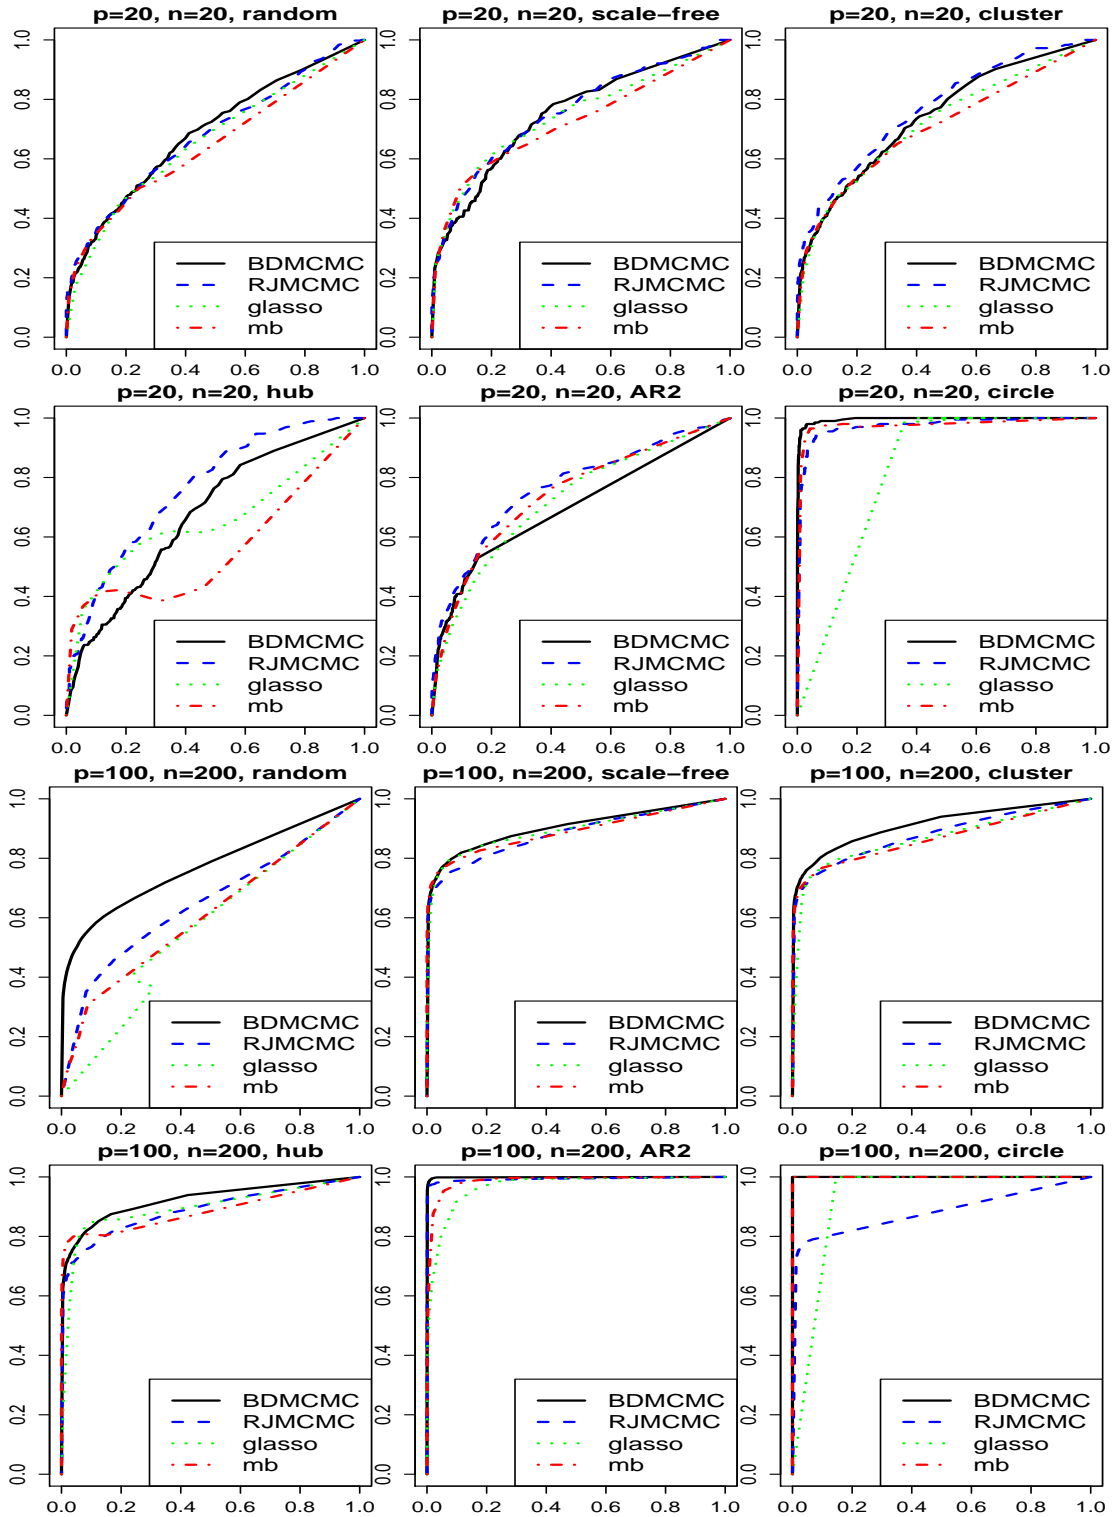 p=20, n=20, random
p=20, n=20, scale−free
p=20, n=20, cluster
0.0 0.2 0.4 0.6 0.8 1.0
0.0 0.2 0.4 0.6 0.8 1.0
BDMCMC
RJMCMC
glasso
mb
0.0 0.2 0.4 0.6 0.8 1.0
0.0 0.2 0.4 0.6 0.8 1.0
BDMCMC
RJMCMC
glasso
mb
0.0 0.2 0.4 0.6 0.8 1.0
0.0 0.2 0.4 0.6 0.8 1.0
BDMCMC
RJMCMC
glasso
mb
p=20, n=20, hub
p=20, n=20, AR2
p=20, n=20, circle
0.0 0.2 0.4 0.6 0.8 1.0
0.0 0.2 0.4 0.6 0.8 1.0
BDMCMC
RJMCMC
glasso
mb
0.0 0.2 0.4 0.6 0.8 1.0
0.0 0.2 0.4 0.6 0.8 1.0
BDMCMC
RJMCMC
glasso
mb
0.0 0.2 0.4 0.6 0.8 1.0
0.0 0.2 0.4 0.6 0.8 1.0
BDMCMC
RJMCMC
glasso
mb
p=100, n=200, random
p=100, n=200, scale−free
p=100, n=200, cluster
0.0 0.2 0.4 0.6 0.8 1.0
0.0 0.2 0.4 0.6 0.8 1.0
BDMCMC
RJMCMC
glasso
mb
0.0 0.2 0.4 0.6 0.8 1.0
0.0 0.2 0.4 0.6 0.8 1.0
BDMCMC
RJMCMC
glasso
mb
0.0 0.2 0.4 0.6 0.8 1.0
0.0 0.2 0.4 0.6 0.8 1.0
BDMCMC
RJMCMC
glasso
mb
p=100, n=200, hub
p=100, n=200, AR2
p=100, n=200, circle
0.0 0.2 0.4 0.6 0.8 1.0
0.0 0.2 0.4 0.6 0.8 1.0
BDMCMC
RJMCMC
glasso
mb
0.0 0.2 0.4 0.6 0.8 1.0
0.0 0.2 0.4 0.6 0.8 1.0
BDMCMC
RJMCMC
glasso
mb
0.0 0.2 0.4 0.6 0.8 1.0
0.0 0.2 0.4 0.6 0.8 1.0
BDMCMC
RJMCMC
glasso
mb